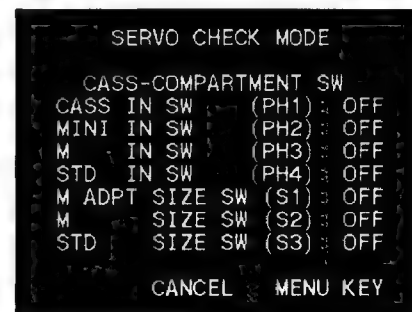 SERVO CHECK MODE
CASS-COMPARTMENT SW
CASS IN SW (PH1) : OFF
MINI IN SW (PH2) : OFF
M IN SW (PH3) : OFF
STD IN SW (PH4) : OFF
M ADPT SIZE SW (S1) : OFF
M SIZE SW (S2) : OFF
STD SIZE SW (S3) : OFF
CANCEL : MENU KEY